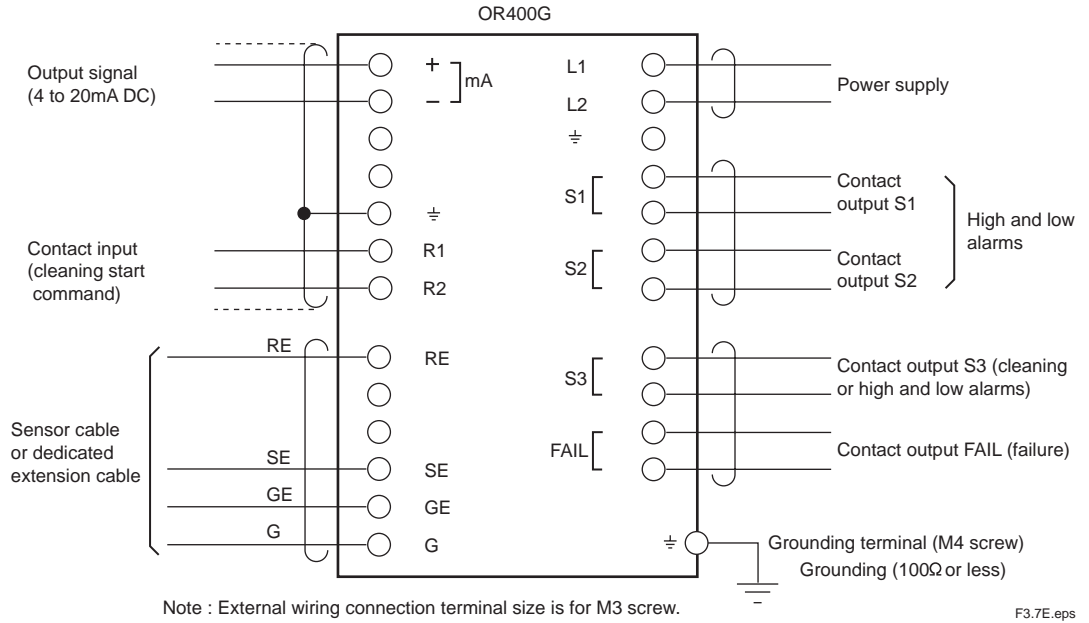 OR400G
Output signal
(4 to 20mA DC)
+
−
mA
L1
L2
Power supply
S1
Contact
output S1
High and low
alarms
Contact input
(cleaning start
command)
R1
R2
S2
Contact
output S2
RE
RE
S3
Contact output S3 (cleaning
or high and low alarms)
Sensor cable
or dedicated
extension cable
SE
SE
GE
GE
G
G
FAIL
Contact output FAIL (failure)
Grounding terminal (M4 screw)
Grounding (100Ω or less)
Note : External wiring connection terminal size is for M3 screw.
F3.7E.eps